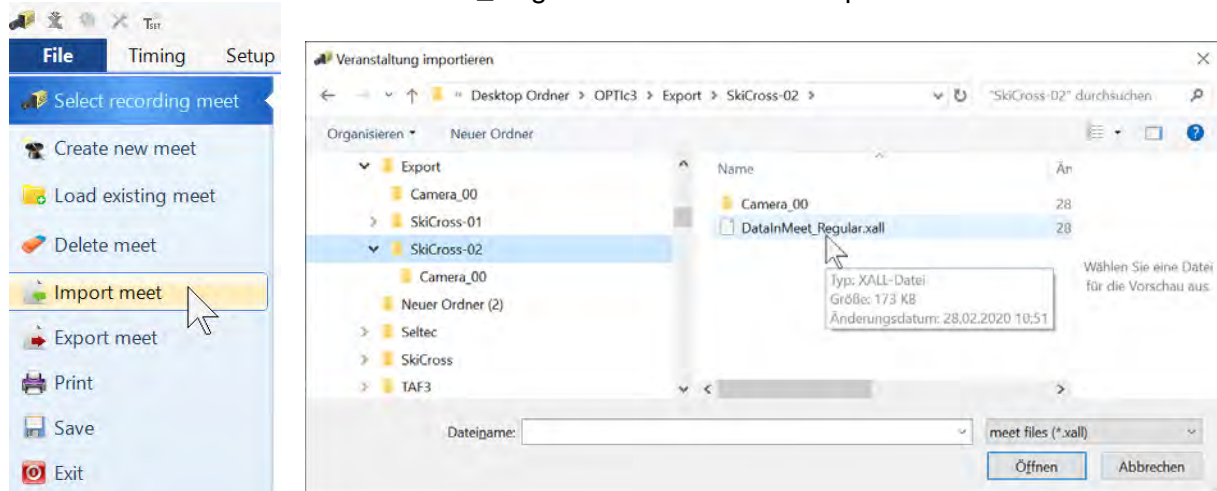 File Timing Setup
Select recording meet
Create new meet
Load existing meet
Delete meet
Import meet
Export meet
Print
Save
Exit
Veranstaltung importieren
Desktop Ordner > OPTIc3 > Export > SkiCross-02 >
"SkiCross-02" durchsuchen
Organisieren Neuer Ordner
Export
Camera_00
SkiCross-01
SkiCross-02
Camera_00
Neuer Ordner (2)
Seltec
SkiCross
TAF3
Name Än
Camera_00 28
DataInMeet_Regular.xall 28
Typ: XALL-Datei
Größe: 173 KB
Änderungsdatum: 28.02.2020 10:51
Wählen Sie eine Datei
für die Vorschau aus.
Dateiname:
meet files (*.xall)
Öffnen Abbrechen